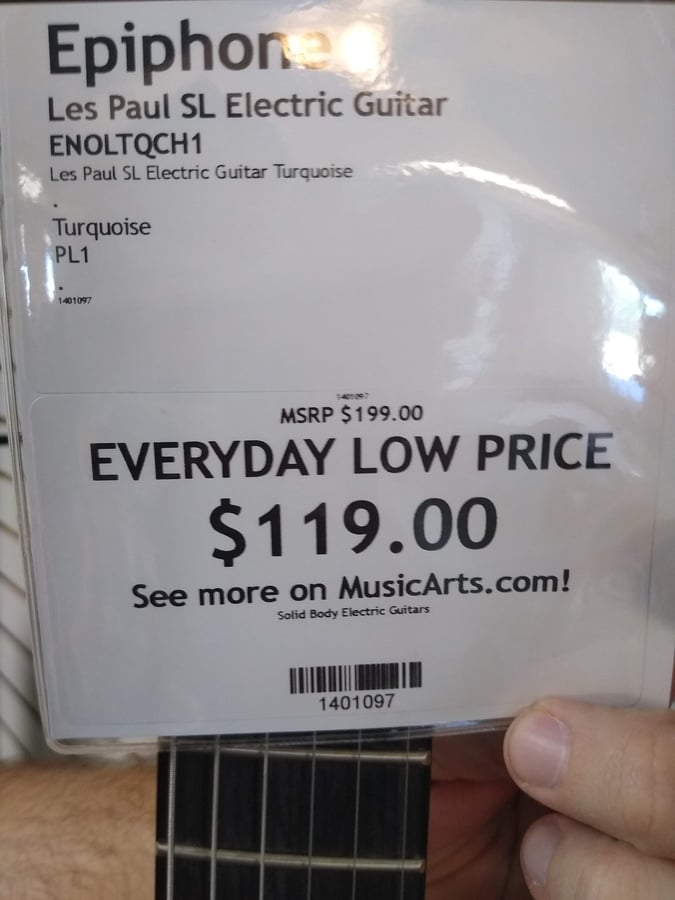 Epiphone
Les Paul SL Electric Guitar
ENOLTQCH1
Les Paul SL Electric Guitar Turquoise
.
Turquoise
PL1
.
1401097
1401097
MSRP $199.00
EVERYDAY LOW PRICE
$119.00
See more on MusicArts.com!
Solid Body Electric Guitars
1401097